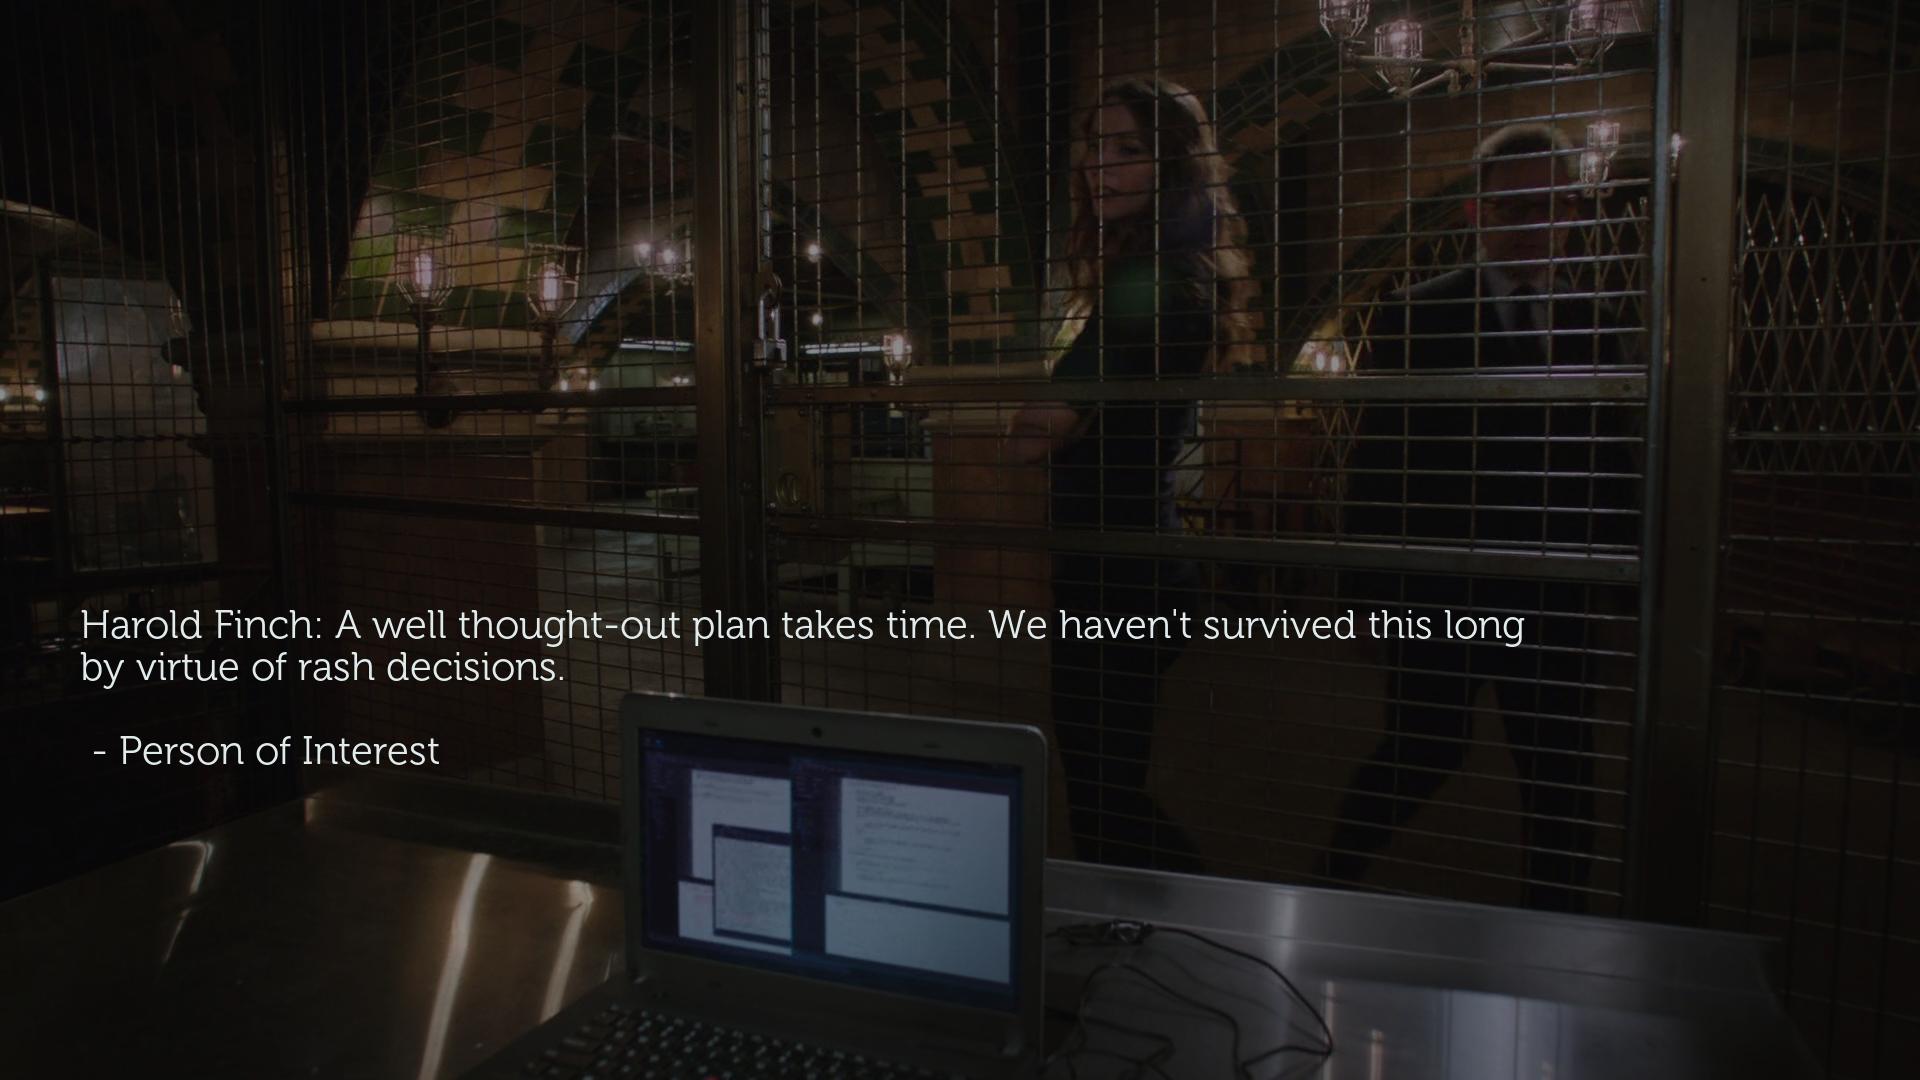 Harold Finch: A well thought-out plan takes time. We haven't survived this long
by virtue of rash decisions.
- Person of Interest